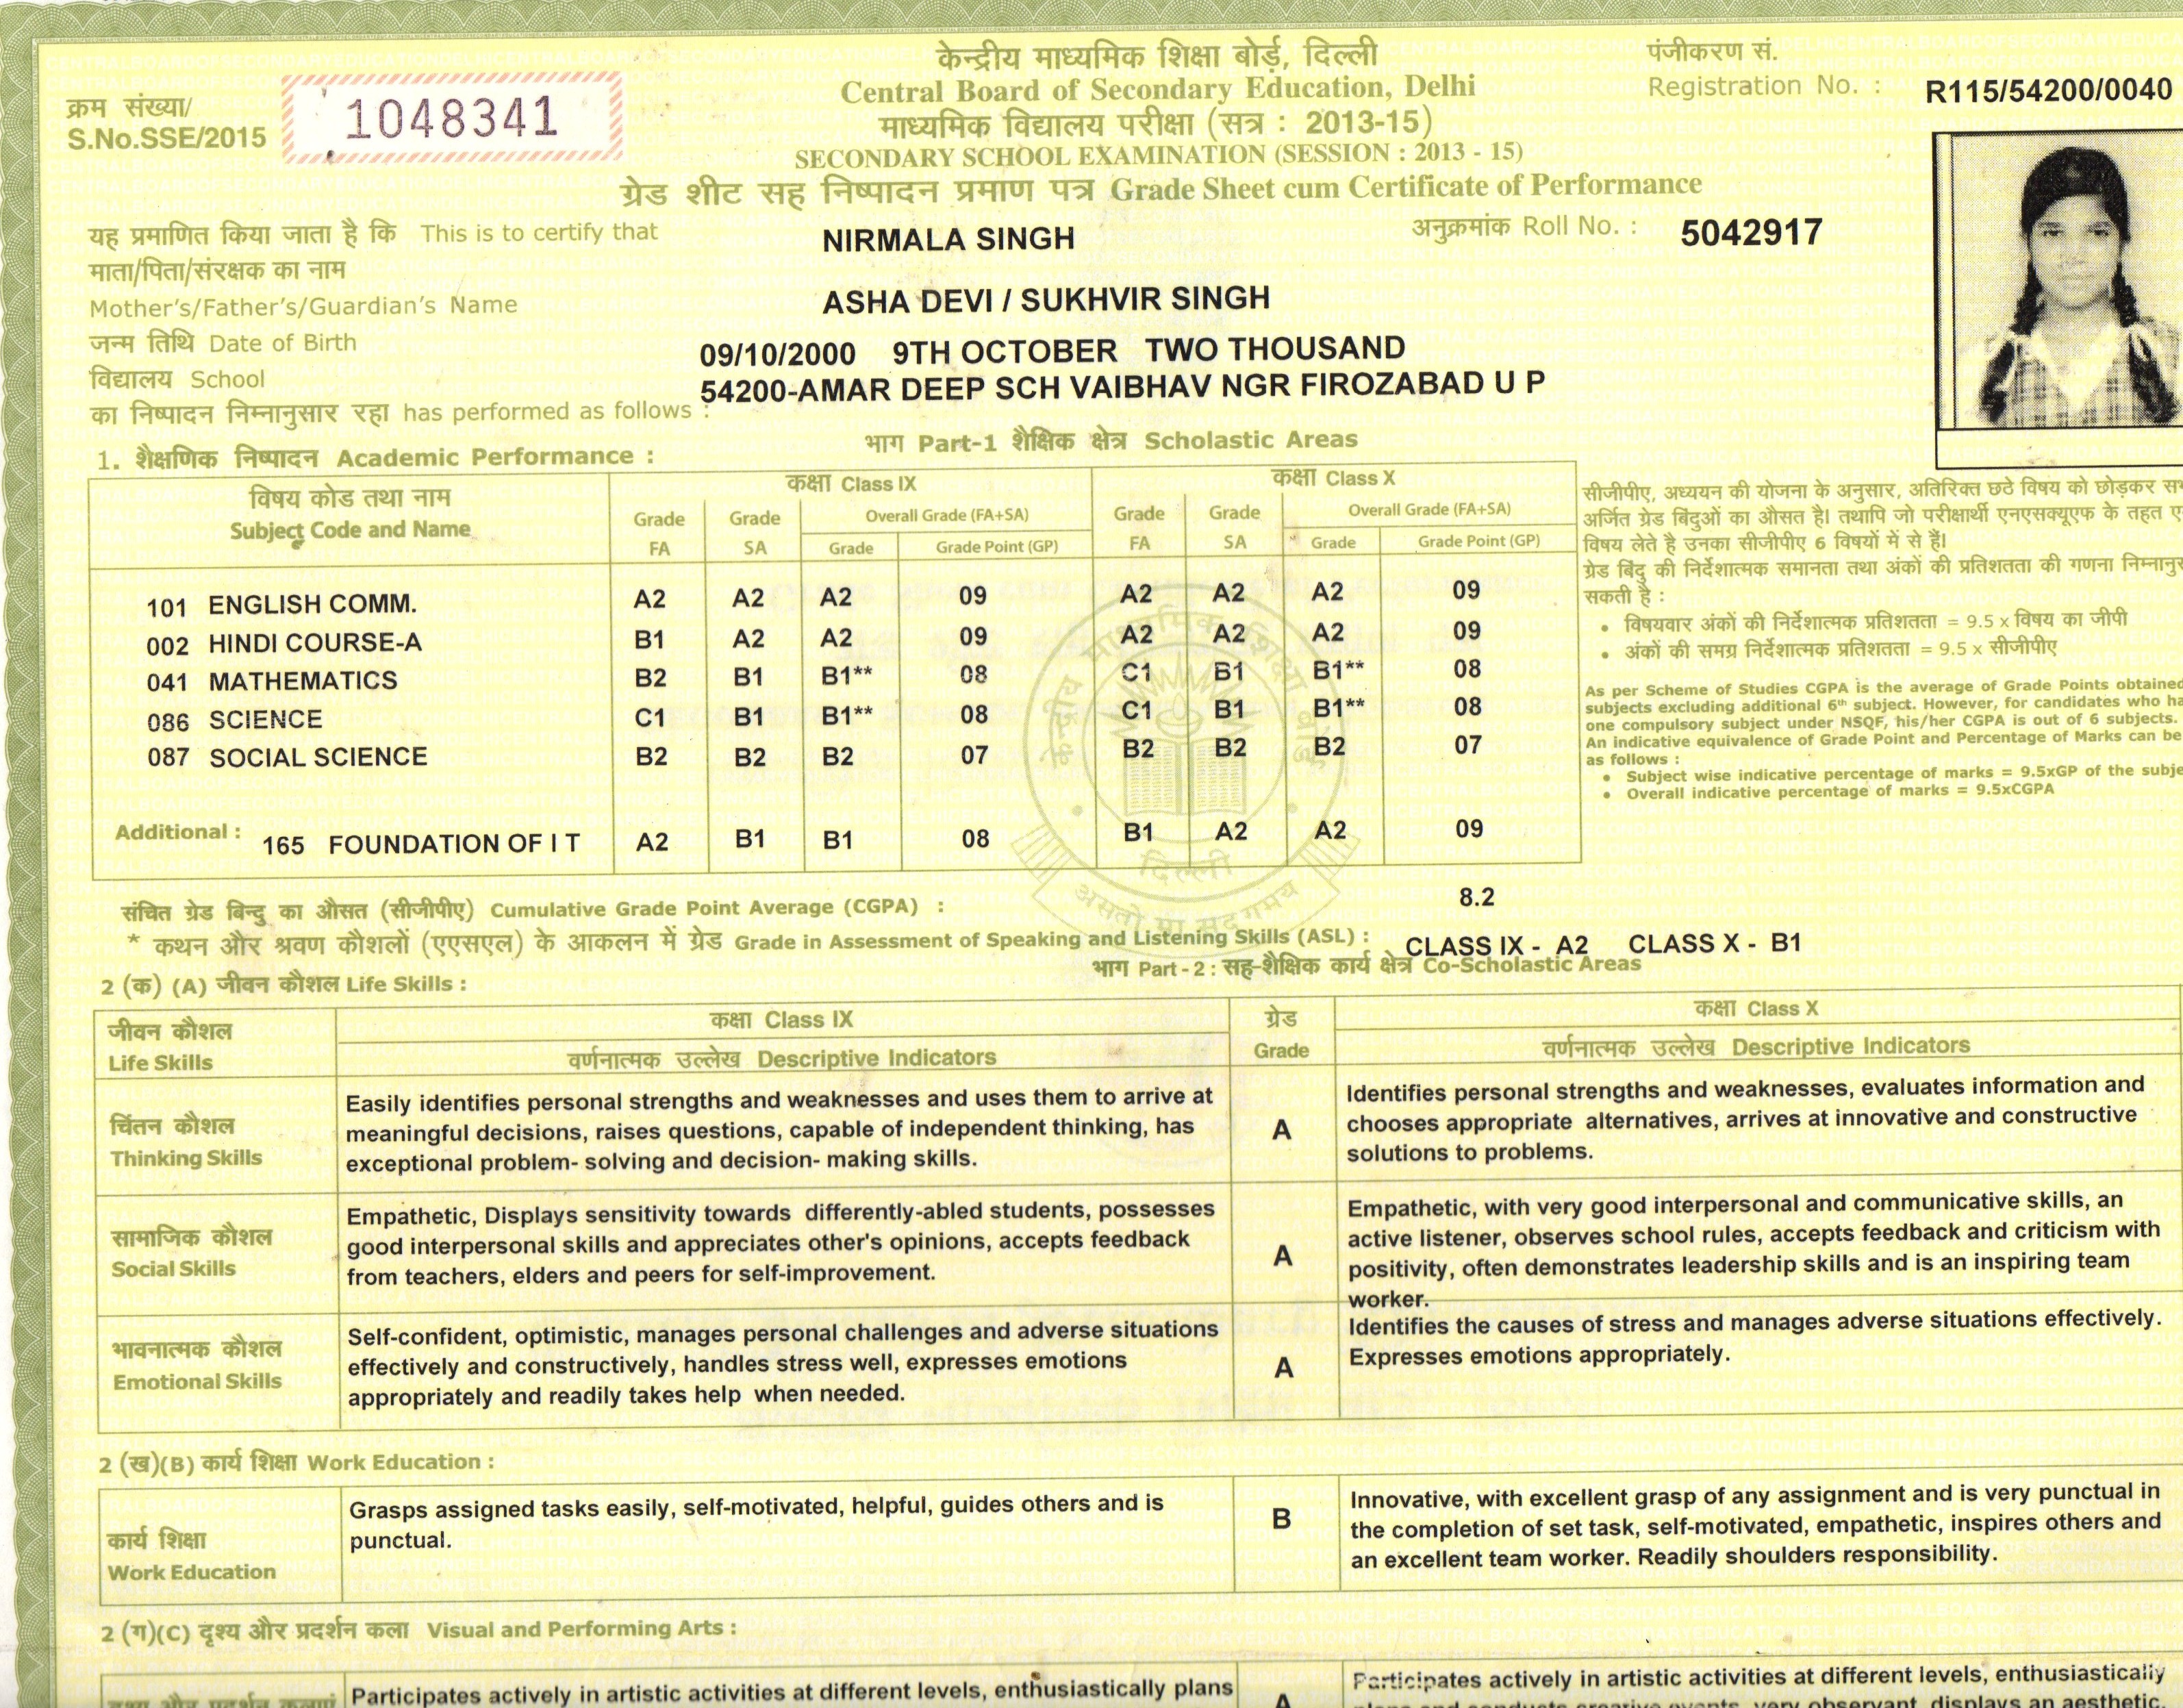 केन्द्रीय माध्यमिक शिक्षा बोर्ड, दिल्ली
Central Board of Secondary Education, Delhi
पंजीकरण सं.
Registration No. : R115/54200/0040
क्रम संख्या/
S.No.SSE/2015 1048341
माध्यमिक विद्यालय परीक्षा (सत्र : 2013-15)
SECONDARY SCHOOL EXAMINATION (SESSION : 2013 - 15)
ग्रेड शीट सह निष्पादन प्रमाण पत्र Grade Sheet cum Certificate of Performance
यह प्रमाणित किया जाता है कि This is to certify that NIRMALA SINGH
अनुक्रमांक Roll No. : 5042917
माता/पिता/संरक्षक का नाम
Mother's/Father's/Guardian's Name ASHA DEVI / SUKHVIR SINGH
जन्म तिथि Date of Birth 09/10/2000 9TH OCTOBER TWO THOUSAND
विद्यालय School 54200-AMAR DEEP SCH VAIBHAV NGR FIROZABAD U P
का निष्पादन निम्नानुसार रहा has performed as follows :
भाग Part-1 शैक्षिक क्षेत्र Scholastic Areas
1. शैक्षणिक निष्पादन Academic Performance :
विषय कोड तथा नाम
Subject Code and Name
कक्षा Class IX
कक्षा Class X
Grade FA Grade SA Overall Grade (FA+SA) Grade Grade Point (GP)
Grade FA Grade SA Overall Grade (FA+SA) Grade Grade Point (GP)
101 ENGLISH COMM. A2 A2 A2 09 A2 A2 A2 09
002 HINDI COURSE-A B1 A2 A2 09 A2 A2 A2 09
041 MATHEMATICS B2 B1 B1** 08 C1 B1 B1** 08
086 SCIENCE C1 B1 B1** 08 C1 B1 B1** 08
087 SOCIAL SCIENCE B2 B2 B2 07 B2 B2 B2 07
Additional : 165 FOUNDATION OF I T A2 B1 B1 08 B1 A2 A2 09
सीजीपीए, अध्ययन की योजना के अनुसार, अतिरिक्त छठे विषय को छोड़कर
अर्जित ग्रेड बिंदुओं का औसत है। तथापि जो परीक्षार्थी एनएसक्यूएफ के तहत
विषय लेते है उनका सीजीपीए 6 विषयों में से हैं।
ग्रेड बिंदु की निर्देशात्मक समानता तथा अंकों की प्रतिशतता की गणना
सकती है :
• विषयवार अंकों की निर्देशात्मक प्रतिशतता = 9.5 x विषय का जीपी
• अंकों की समग्र निर्देशात्मक प्रतिशतता = 9.5 x सीजीपीए
As per Scheme of Studies CGPA is the average of Grade Points obtained
subjects excluding additional 6th subject. However, for candidates who
one compulsory subject under NSQF, his/her CGPA is out of 6 subjects.
An indicative equivalence of Grade Point and Percentage of Marks can be
as follows :
• Subject wise indicative percentage of marks = 9.5xGP of the
• Overall indicative percentage of marks = 9.5xCGPA
संचित ग्रेड बिन्दु का औसत (सीजीपीए) Cumulative Grade Point Average (CGPA) : 8.2
* कथन और श्रवण कौशलों (एएसएल) के आकलन में ग्रेड Grade in Assessment of Speaking and Listening Skills (ASL) : CLASS IX - A2 CLASS X - B1
भाग Part - 2 : सह-शैक्षिक कार्य क्षेत्र Co-Scholastic Areas
2 (क) (A) जीवन कौशल Life Skills :
जीवन कौशल
Life Skills
कक्षा Class IX
वर्णनात्मक उल्लेख Descriptive Indicators
ग्रेड
Grade
कक्षा Class X
वर्णनात्मक उल्लेख Descriptive Indicators
चिंतन कौशल
Thinking Skills
Easily identifies personal strengths and weaknesses and uses them to arrive at
meaningful decisions, raises questions, capable of independent thinking, has
exceptional problem- solving and decision- making skills.
A
Identifies personal strengths and weaknesses, evaluates information and
chooses appropriate alternatives, arrives at innovative and constructive
solutions to problems.
सामाजिक कौशल
Social Skills
Empathetic, Displays sensitivity towards differently-abled students, possesses
good interpersonal skills and appreciates other's opinions, accepts feedback
from teachers, elders and peers for self-improvement.
A
Empathetic, with very good interpersonal and communicative skills, an
active listener, observes school rules, accepts feedback and criticism with
positivity, often demonstrates leadership skills and is an inspiring team
worker.
भावनात्मक कौशल
Emotional Skills
Self-confident, optimistic, manages personal challenges and adverse situations
effectively and constructively, handles stress well, expresses emotions
appropriately and readily takes help when needed.
A
Identifies the causes of stress and manages adverse situations effectively.
Expresses emotions appropriately.
2 (ख)(B) कार्य शिक्षा Work Education :
कार्य शिक्षा
Work Education
Grasps assigned tasks easily, self-motivated, helpful, guides others and is
punctual.
B
Innovative, with excellent grasp of any assignment and is very punctual in
the completion of set task, self-motivated, empathetic, inspires others and
an excellent team worker. Readily shoulders responsibility.
2 (ग)(C) दृश्य और प्रदर्शन कला Visual and Performing Arts :
Participates actively in artistic activities at different levels, enthusiastically plans
A
Participates actively in artistic activities at different levels, enthusiastically